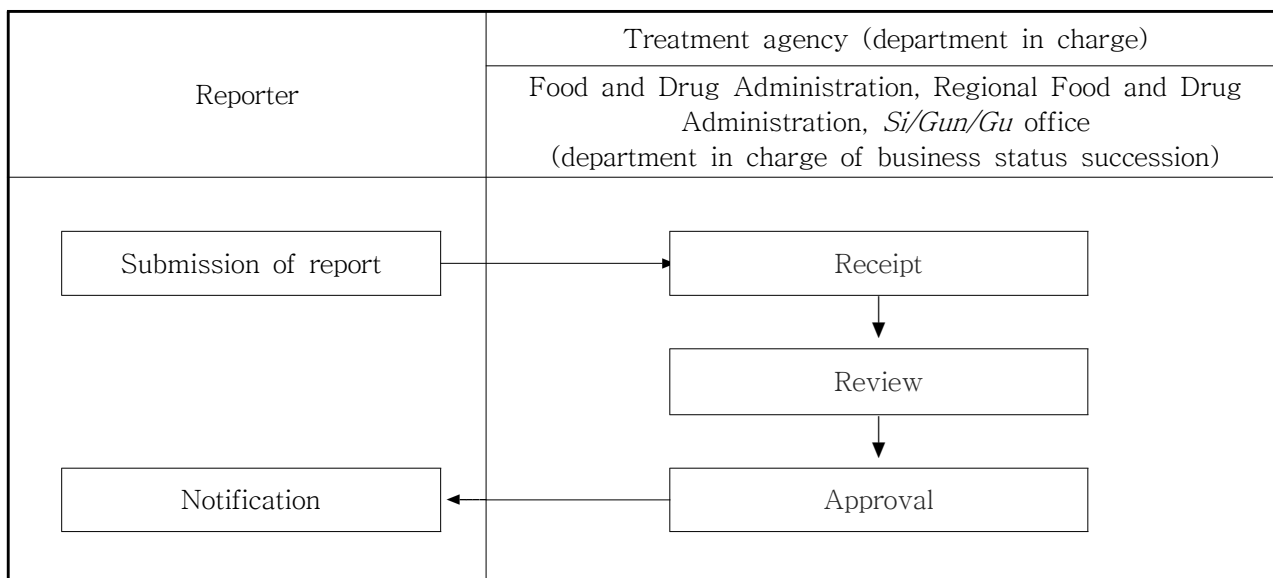 Reporter
Treatment agency (department in charge)
Food and Drug Administration, Regional Food and Drug
Administration, Si/Gun/Gu office
(department in charge of business status succession)
Submission of report
Receipt
Review
Notification
Approval